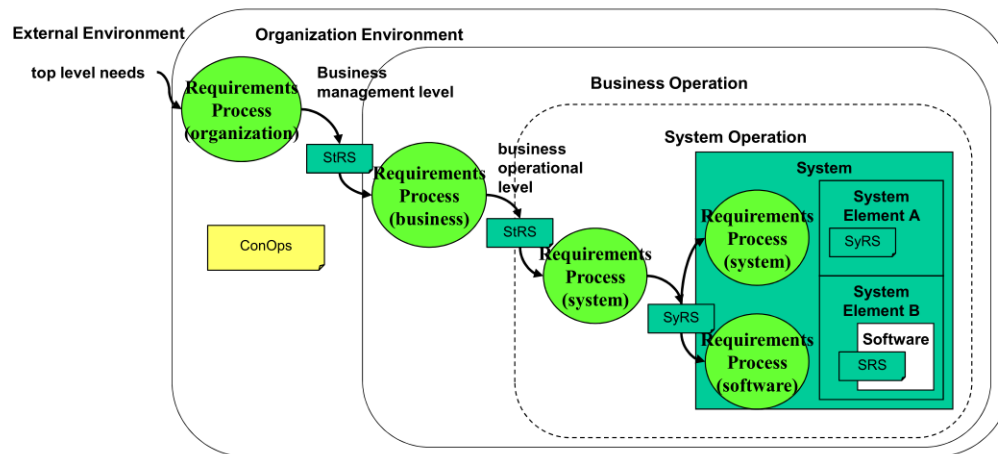 External Environment
Organization Environment
top level needs
Requirements
Process
(organization)
Business
management level
Business Operation
StRS
Requirements
Process
(business)
business
operational
level
System Operation
ConOps
StRS
Requirements
Process
(system)
SyRS
System
Requirements
Process
(system)
System
Element A
SyRS
Requirements
Process
(software)
System
Element B
Software
SRS